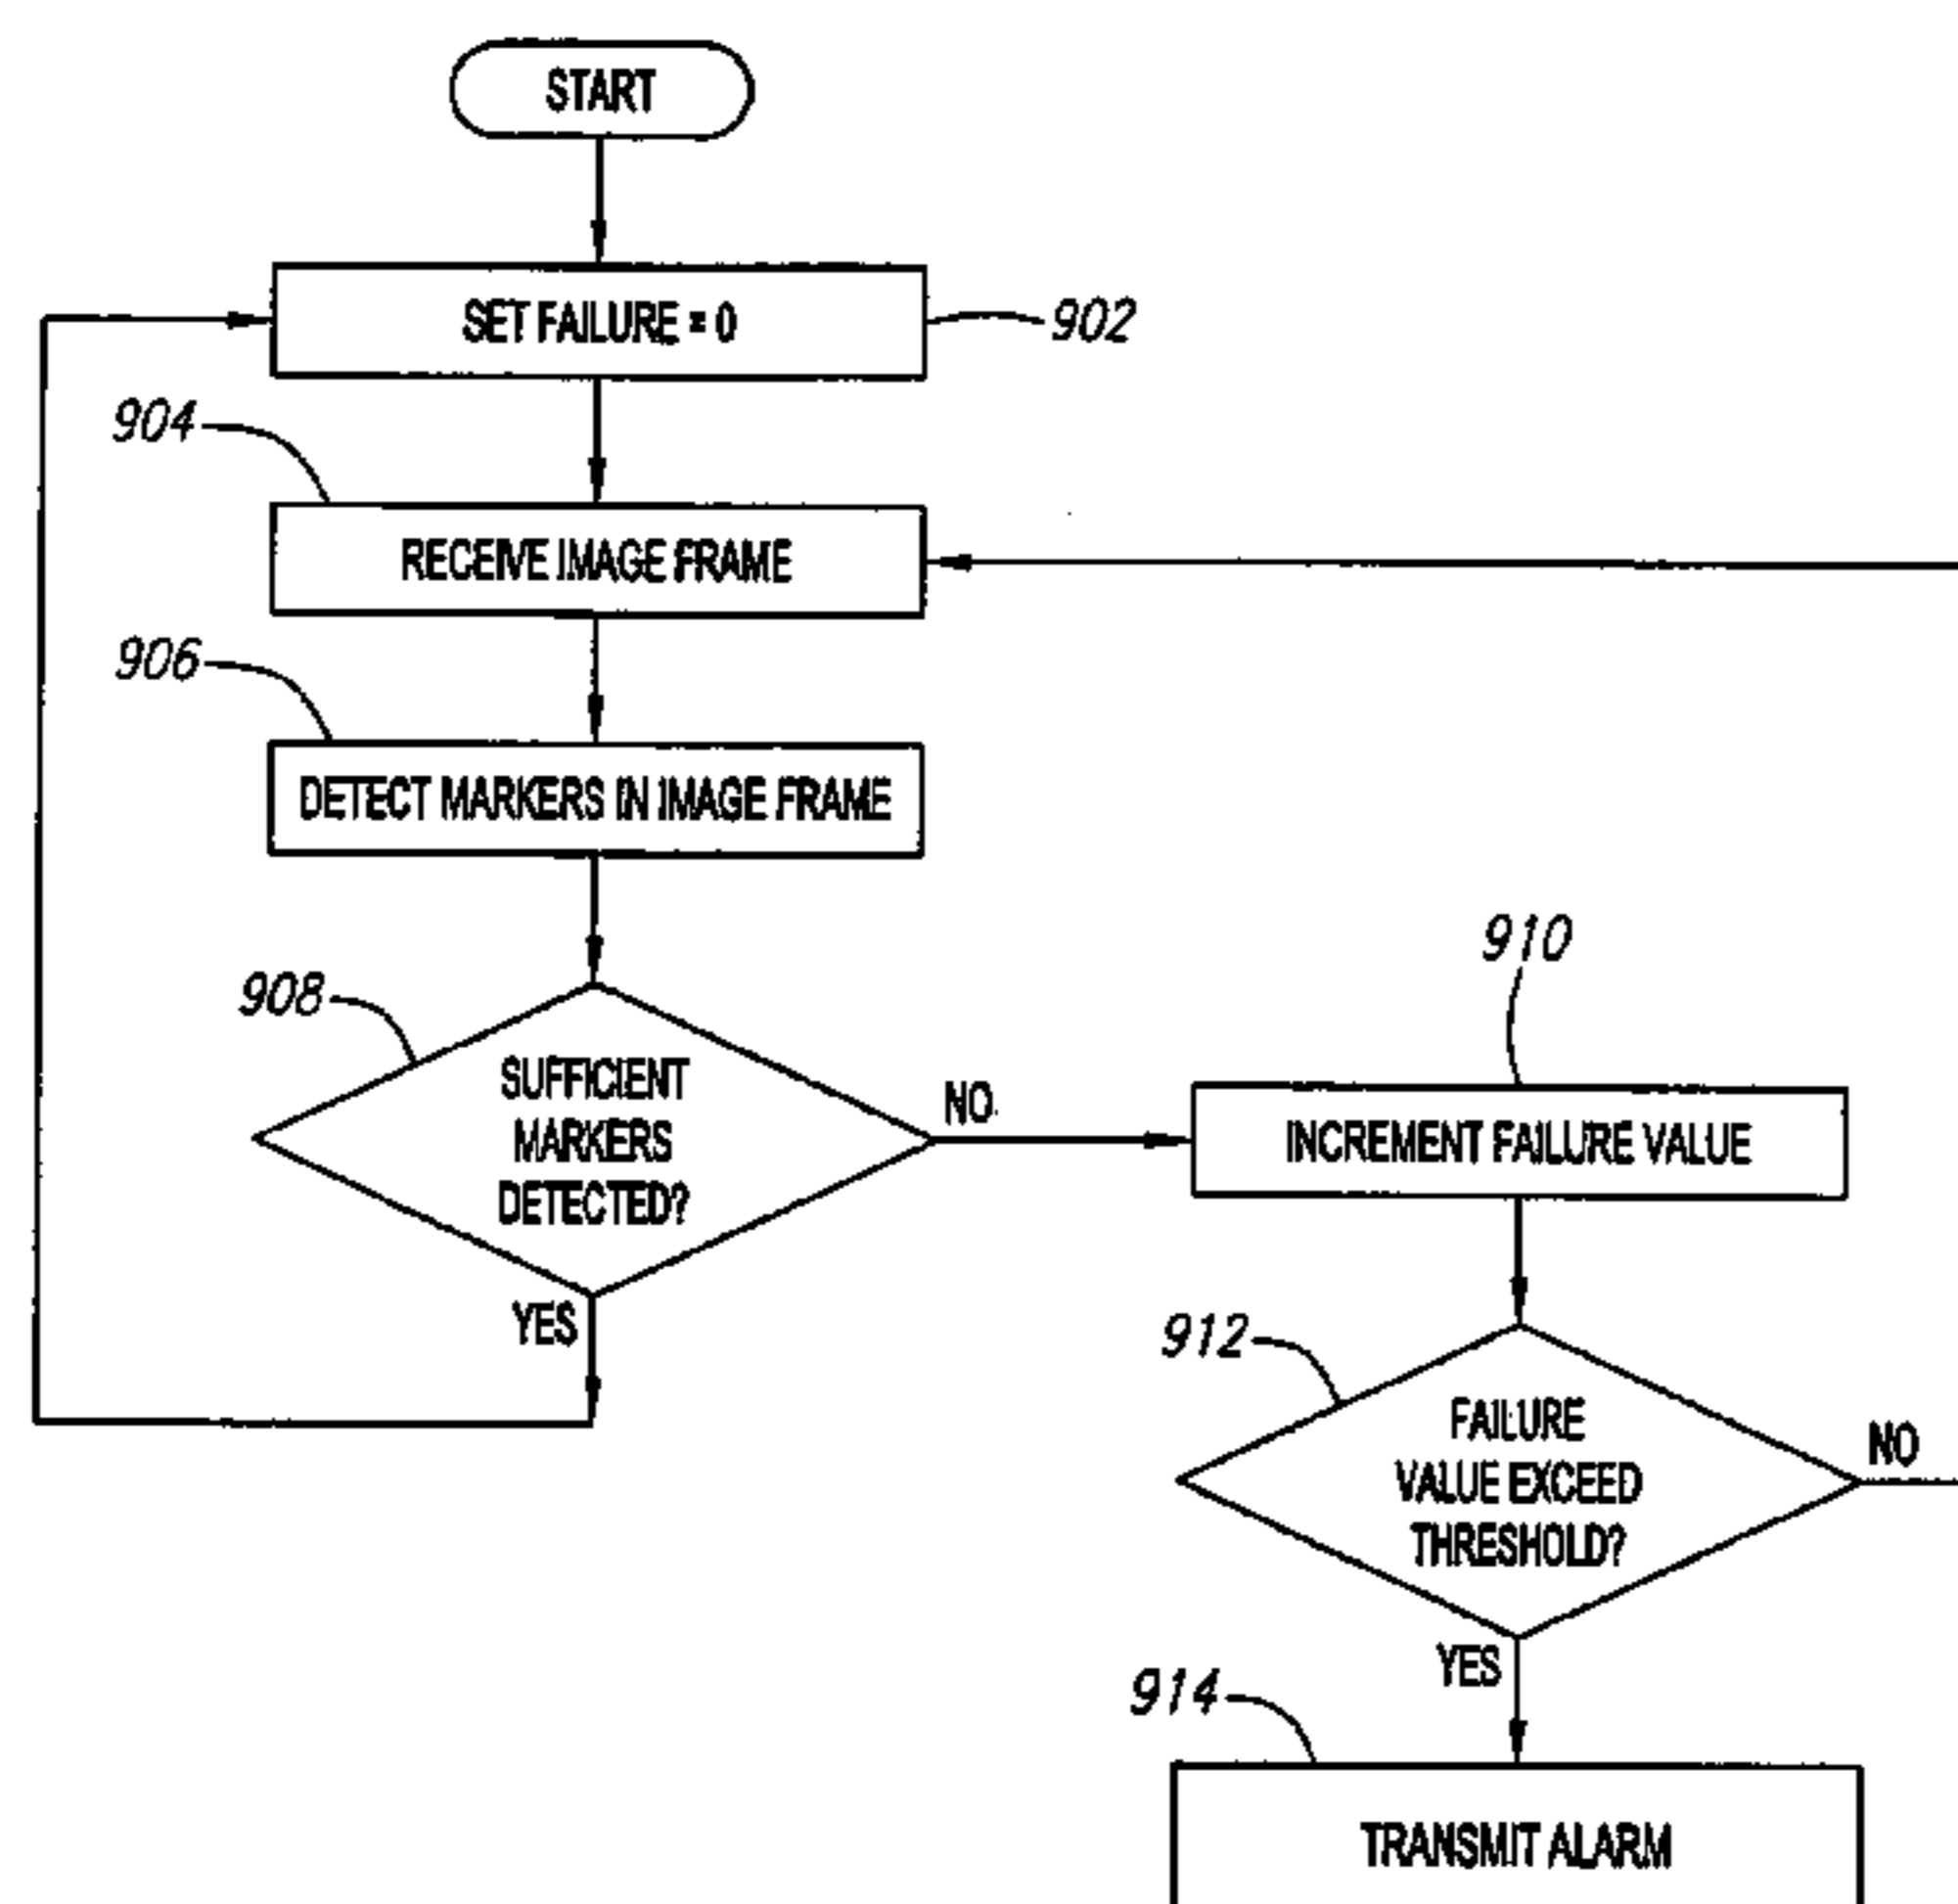 START
SET FAILURE = 0
902
904
RECEIVE IMAGE FRAME
906
DETECT MARKERS IN IMAGE FRAME
908
SUFFICIENT
MARKERS
DETECTED?
NO
YES
910
INCREMENT FAILURE VALUE
912
FAILURE
VALUE EXCEED
THRESHOLD?
NO
YES
914
TRANSMIT ALARM